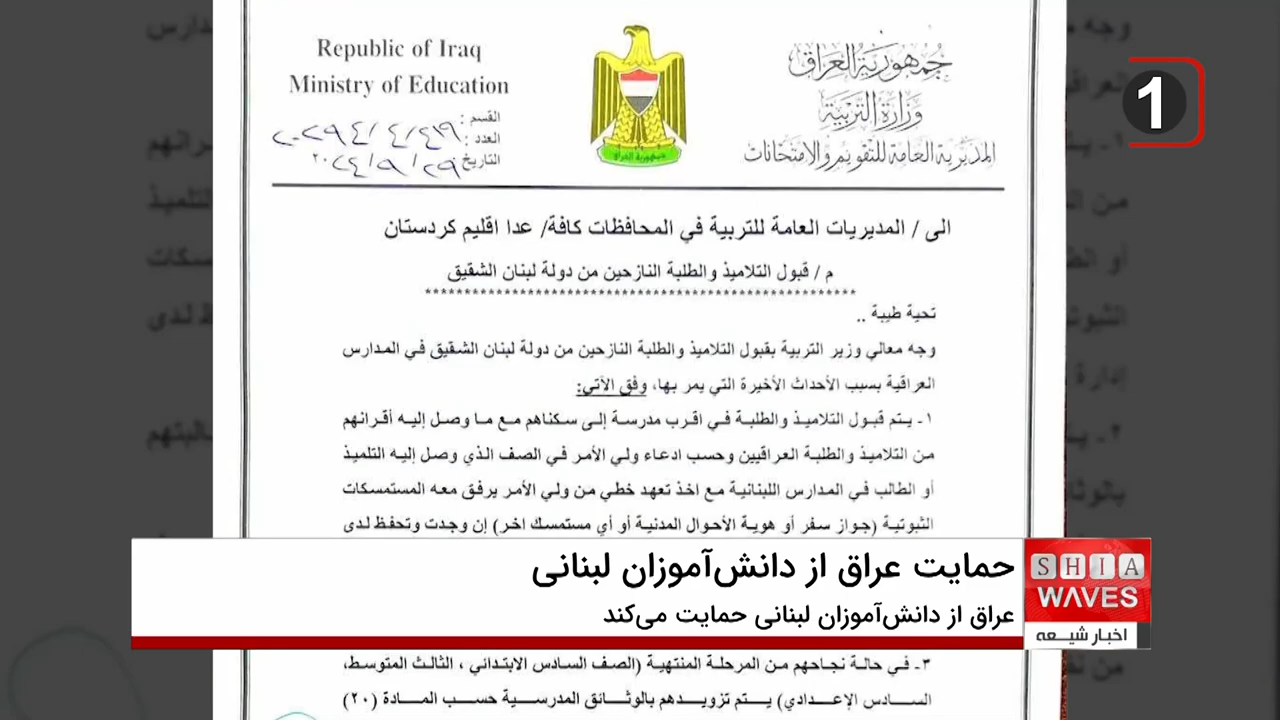 Republic of Iraq
Ministry of Education
جمهورية العراق
وزارة التربية
المديرية العامة للتقويم والامتحانات
القسم :
العدد :
التاريخ
1
الى / المديريات العامة للتربية في المحافظات كافة/ عدا اقليم كردستان
م / قبول التلاميذ والطلبة النازحين من دولة لبنان الشقيق
****************************************************
تحية طيبة ..
وجه معالي وزير التربية بقبول التلاميذ والطلبة النازحين من دولة لبنان الشقيق في المدارس
العراقية بسبب الأحداث الأخيرة التي يمر بها، وفق الآتي:
١- يتم قبول التلاميذ والطلبة في اقرب مدرسة إلى سكناهم مع ما وصل إليه أقرانهم
من التلاميذ والطلبة العراقيين وحسب ادعاء ولي الأمر في الصف الذي وصل إليه التلميذ
أو الطالب في المدارس اللبنانية مع اخذ تعهد خطي من ولي الأمر يرفق معه المستمسكات
الثبوتية (جواز سفر أو هوية الأحوال المدنية أو أي مستمسك اخر) إن وجدت وتحفظ لدى
حمایت عراق از دانش‌آموزان لبنانی
عراق از دانش‌آموزان لبنانی حمایت می‌کند
SHIA
WAVES
اخبار شیعه
٣- في حالة نجاحهم من المرحلة المنتهية (الصف السادس الابتدائي ، الثالث المتوسط،
السادس الإعدادي) يتم تزويدهم بالوثائق المدرسية حسب المادة (٢٠)